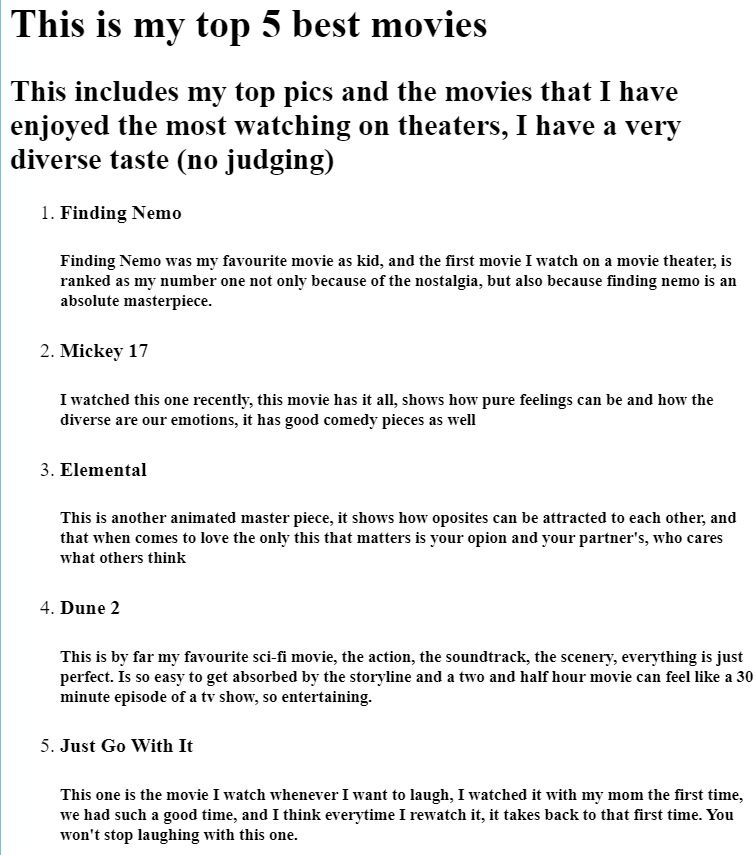 This is my top 5 best movies
This includes my top pics and the movies that I have
enjoyed the most watching on theaters, I have a very
diverse taste (no judging)
1. Finding Nemo
Finding Nemo was my favourite movie as kid, and the first movie I watch on a movie theater, is
ranked as my number one not only because of the nostalgia, but also because finding nemo is an
absolute masterpiece.
2. Mickey 17
I watched this one recently, this movie has it all, shows how pure feelings can be and how the
diverse are our emotions, it has good comedy pieces as well
3. Elemental
This is another animated master piece, it shows how oposites can be attracted to each other, and
that when comes to love the only this that matters is your opion and your partner's, who cares
what others think
4. Dune 2
This is by far my favourite sci-fi movie, the action, the soundtrack, the scenery, everything is just
perfect. Is so easy to get absorbed by the storyline and a two and half hour movie can feel like a 30
minute episode of a tv show, so entertaining.
5. Just Go With It
This one is the movie I watch whenever I want to laugh, I watched it with my mom the first time,
we had such a good time, and I think everytime I rewatch it, it takes back to that first time. You
won't stop laughing with this one.